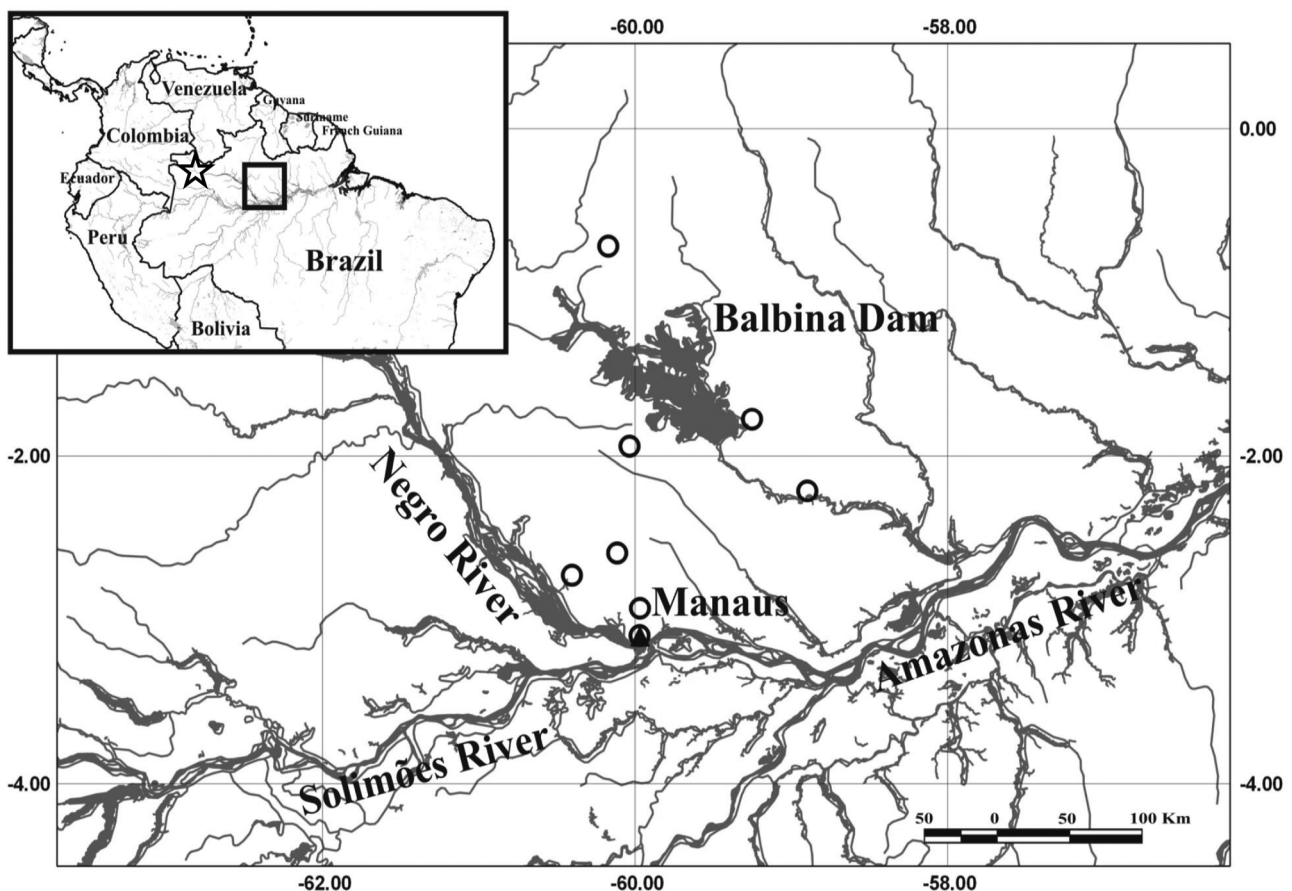 -60.00
-58.00
Venezuela
Guyana
Suriname
French Guiana
Colombia
Ecuador
Peru
Brazil
Bolivia
0.00
Balbina Dam
-2.00
-2.00
Negro River
Manaus
Amazonas River
Solimões River
-4.00
-4.00
50 0 50 100 Km
-62.00
-60.00
-58.00